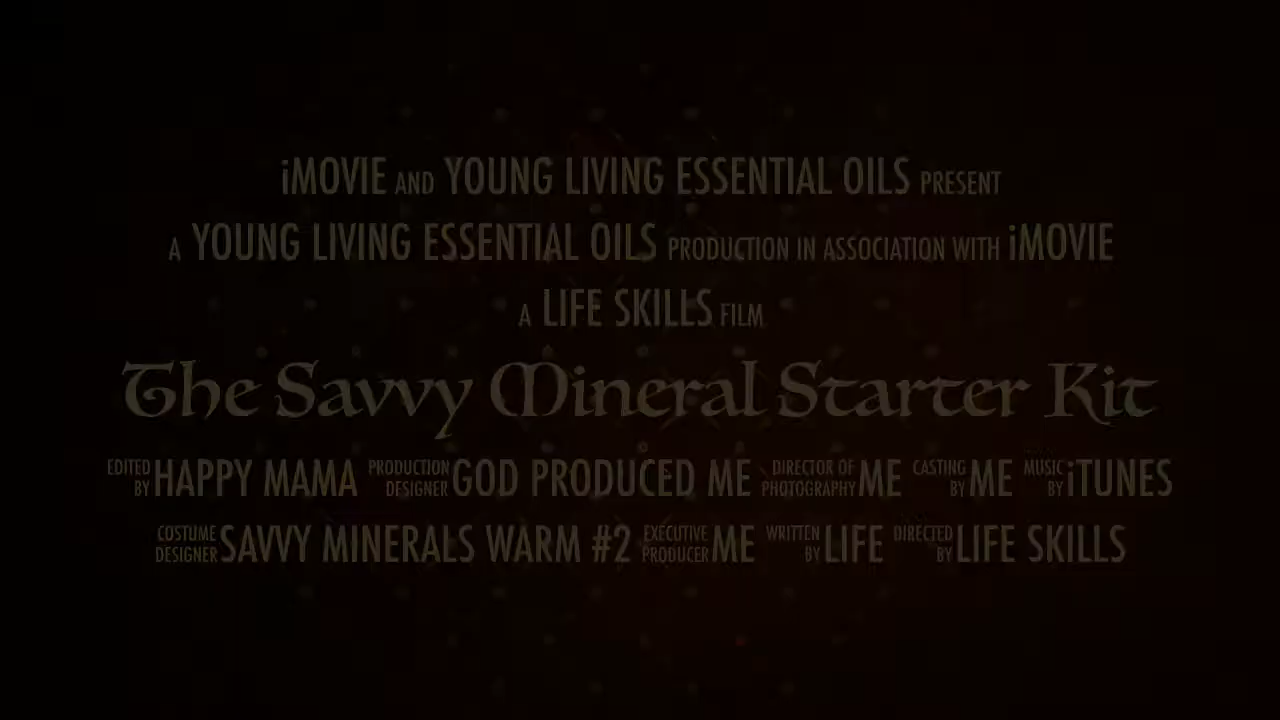 iMOVIE AND YOUNG LIVING ESSENTIAL OILS PRESENT
A YOUNG LIVING ESSENTIAL OILS PRODUCTION IN ASSOCIATION WITH iMOVIE
A LIFE SKILLS FILM
The Savvy Mineral Starter Kit
EDITED BY HAPPY MAMA PRODUCTION DESIGNER GOD PRODUCED ME DIRECTOR OF PHOTOGRAPHY ME CASTING BY ME MUSIC BY iTUNES
COSTUME DESIGNER SAVVY MINERALS WARM #2 EXECUTIVE PRODUCER ME WRITTEN BY LIFE DIRECTED BY LIFE SKILLS